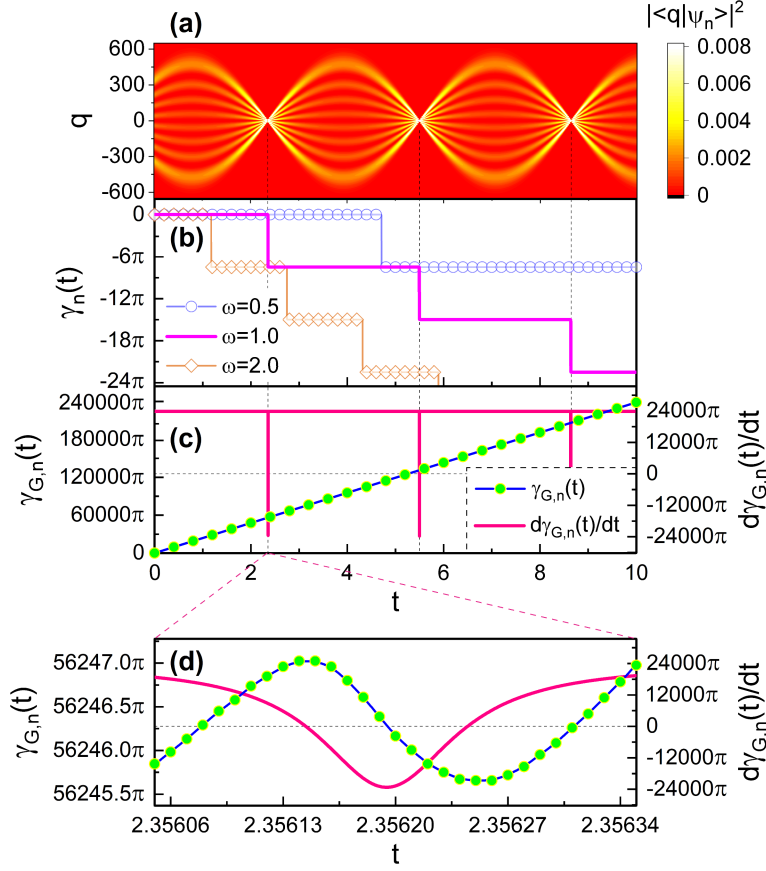 (a)
|<q|ψn>|²
600
300
0
-300
-600
q
0.008
0.006
0.004
0.002
0
(b)
0
-6π
-12π
-18π
-24π
γn(t)
ω=0.5
ω=1.0
ω=2.0
(c)
240000π
180000π
120000π
60000π
0
γG,n(t)
24000π
12000π
0
-12000π
-24000π
dγG,n(t)/dt
γG,n(t)
dγG,n(t)/dt
0 2 4 6 8 10
t
(d)
56247.0π
56246.5π
56246.0π
56245.5π
γG,n(t)
24000π
12000π
0
-12000π
-24000π
dγG,n(t)/dt
2.35606 2.35613 2.35620 2.35627 2.35634
t